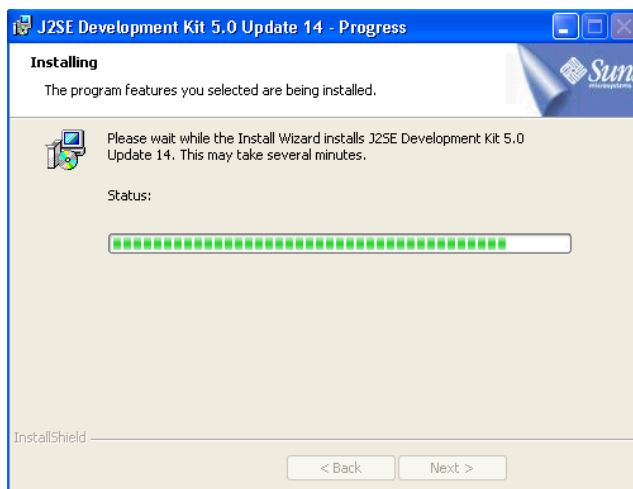 J2SE Development Kit 5.0 Update 14 - Progress
Installing
The program features you selected are being installed.
Sun
microsystems
Please wait while the Install Wizard installs J2SE Development Kit 5.0
Update 14. This may take several minutes.
Status:
InstallShield
< Back
Next >